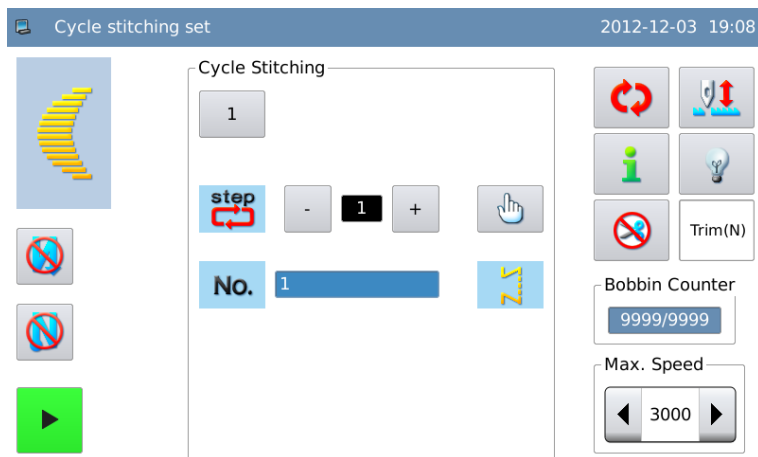 Cycle stitching set
2012-12-03 19:08
Cycle Stitching
1
step
- 1 +
No. 1
Trim(N)
Bobbin Counter
9999/9999
Max. Speed
3000